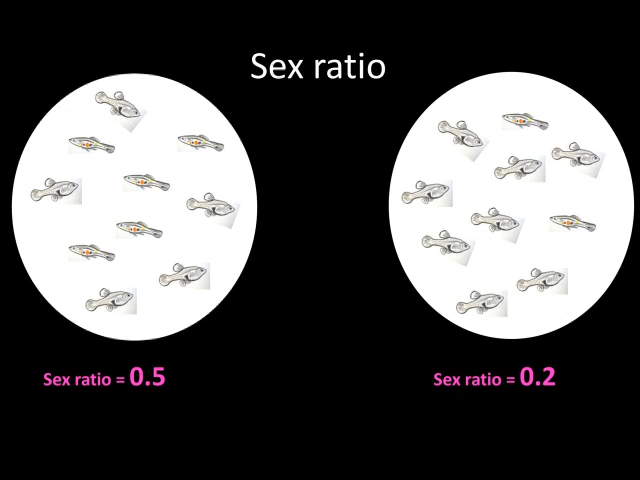 Sex ratio
Sex ratio = 0.5
Sex ratio = 0.2